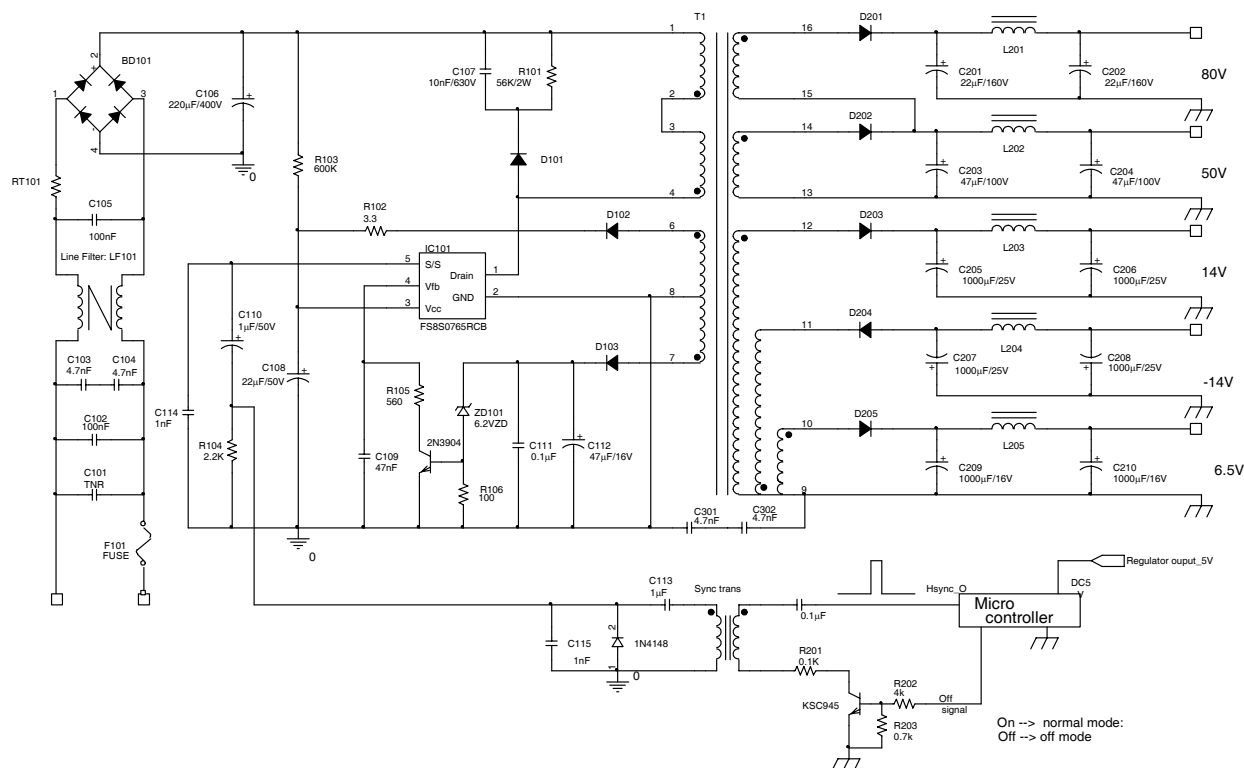 T1
1
2
3
4
6
8
7
16
15
14
13
12
11
10
9
D201
L201
C201
22µF/160V
C202
22µF/160V
80V
D202
L202
C203
47µF/100V
C204
47µF/100V
50V
D203
L203
C205
1000µF/25V
C206
1000µF/25V
14V
D204
L204
C207
1000µF/25V
C208
1000µF/25V
-14V
D205
L205
C209
1000µF/16V
C210
1000µF/16V
6.5V
BD101
2
+
1
3
-
4
C106
220µF/400V
+
0
C107
10nF/630V
R101
56K/2W
D101
R103
600K
RT101
C105
100nF
Line Filter: LF101
R102
3.3
D102
IC101
5
S/S
4
Vfb
3
Vcc
Drain
1
GND
2
FS8S0765RCB
C110
1µF/50V
C103
4.7nF
C104
4.7nF
C108
22µF/50V
D103
R105
560
ZD101
6.2VZD
C114
1nF
C102
100nF
R104
2.2K
C109
47nF
2N3904
C111
0.1µF
C112
47µF/16V
C101
TNR
R106
100
C301
4.7nF
C302
4.7nF
F101
FUSE
0
C113
1µF
Sync trans
0.1µF
Hsync_O
Regulator ouput_5V
DC5
V
Micro
controller
C115
1nF
2
1
1N4148
0
R201
0.1K
KSC945
R202
4k
R203
0.7k
Off
signal
On --> normal mode:
Off --> off mode